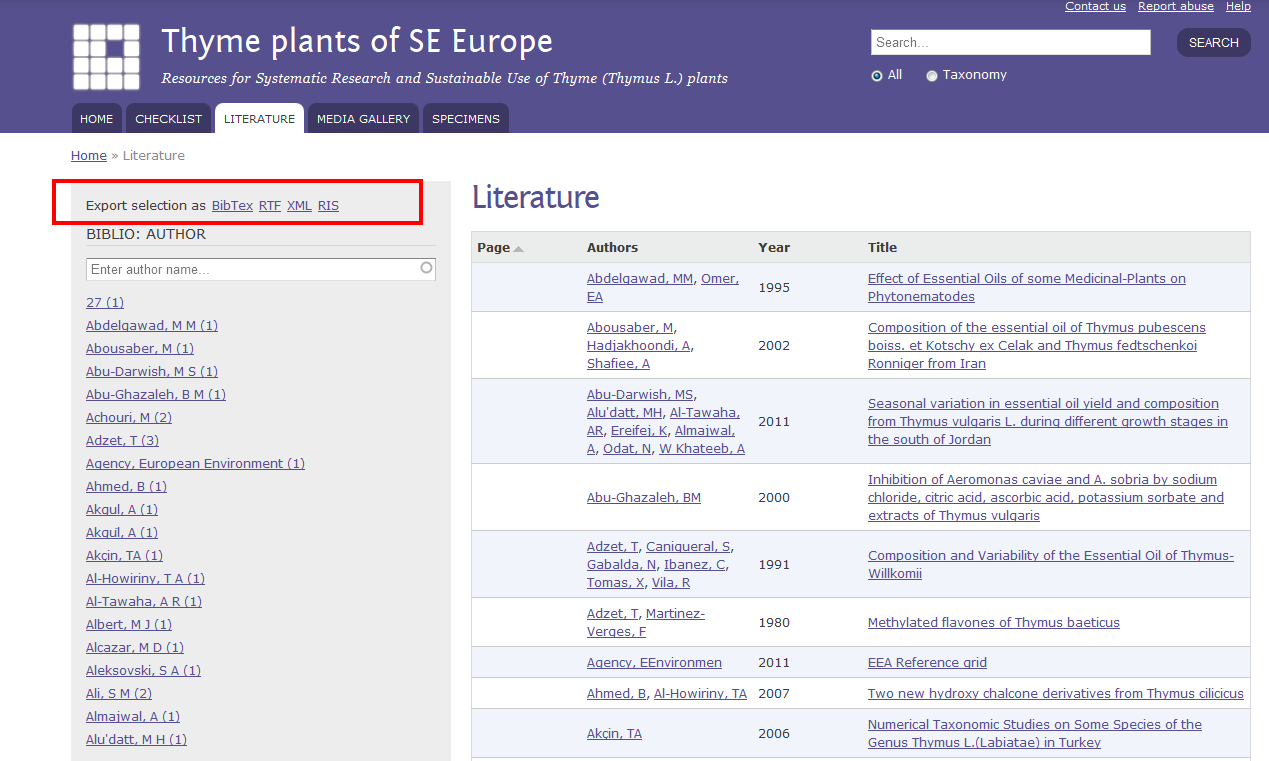 Contact us Report abuse Help
Thyme plants of SE Europe
Resources for Systematic Research and Sustainable Use of Thyme (Thymus L.) plants
Search...
SEARCH
All Taxonomy
HOME CHECKLIST LITERATURE MEDIA GALLERY SPECIMENS
Home » Literature
Export selection as BibTex RTF XML RIS
BIBLIO: AUTHOR
Enter author name...
27 (1)
Abdelgawad, M M (1)
Abousaber, M (1)
Abu-Darwish, M S (1)
Abu-Ghazaleh, B M (1)
Achouri, M (2)
Adzet, T (3)
Agency, European Environment (1)
Ahmed, B (1)
Akgul, A (1)
Akgül, A (1)
Akçin, TA (1)
Al-Howiriny, T A (1)
Al-Tawaha, A R (1)
Albert, M J (1)
Alcazar, M D (1)
Aleksovski, S A (1)
Ali, S M (2)
Almajwal, A (1)
Alu'datt, M H (1)
Literature
Page Authors Year Title
Abdelgawad, MM, Omer,
EA
1995
Effect of Essential Oils of some Medicinal-Plants on
Phytonematodes
Abousaber, M,
Hadjakhoondi, A,
Shafiee, A
2002
Composition of the essential oil of Thymus pubescens
boiss. et Kotschy ex Celak and Thymus fedtschenkoi
Ronniger from Iran
Abu-Darwish, MS,
Alu'datt, MH, Al-Tawaha,
AR, Ereifej, K, Almajwal,
A, Odat, N, W Khateeb, A
2011
Seasonal variation in essential oil yield and composition
from Thymus vulgaris L. during different growth stages in
the south of Jordan
Abu-Ghazaleh, BM
2000
Inhibition of Aeromonas caviae and A. sobria by sodium
chloride, citric acid, ascorbic acid, potassium sorbate and
extracts of Thymus vulgaris
Adzet, T, Canigueral, S,
Gabalda, N, Ibanez, C,
Tomas, X, Vila, R
1991
Composition and Variability of the Essential Oil of Thymus-
Willkomii
Adzet, T, Martinez-
Verges, F
1980
Methylated flavones of Thymus baeticus
Agency, EEnvironmen
2011
EEA Reference grid
Ahmed, B, Al-Howiriny, TA
2007
Two new hydroxy chalcone derivatives from Thymus cilicicus
Akçin, TA
2006
Numerical Taxonomic Studies on Some Species of the
Genus Thymus L.(Labiatae) in Turkey